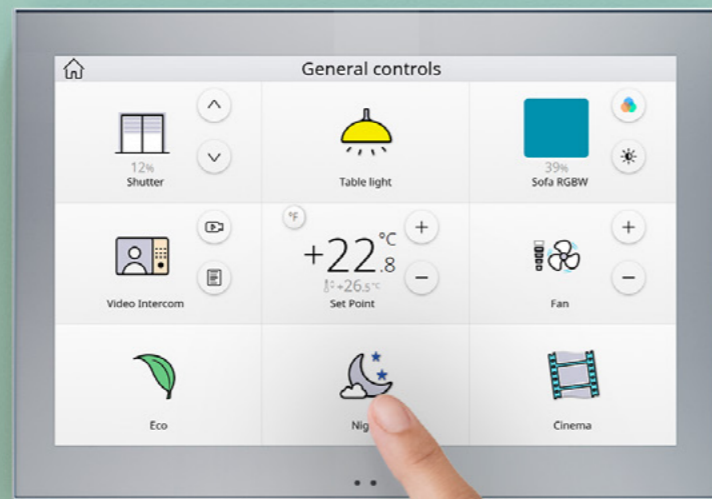 General controls
12%
Shutter
Table light
39%
Sofa RGBW
Video Intercom
°F
+22.8 °C
+26.5°C
Set Point
Fan
Eco
Nig
Cinema